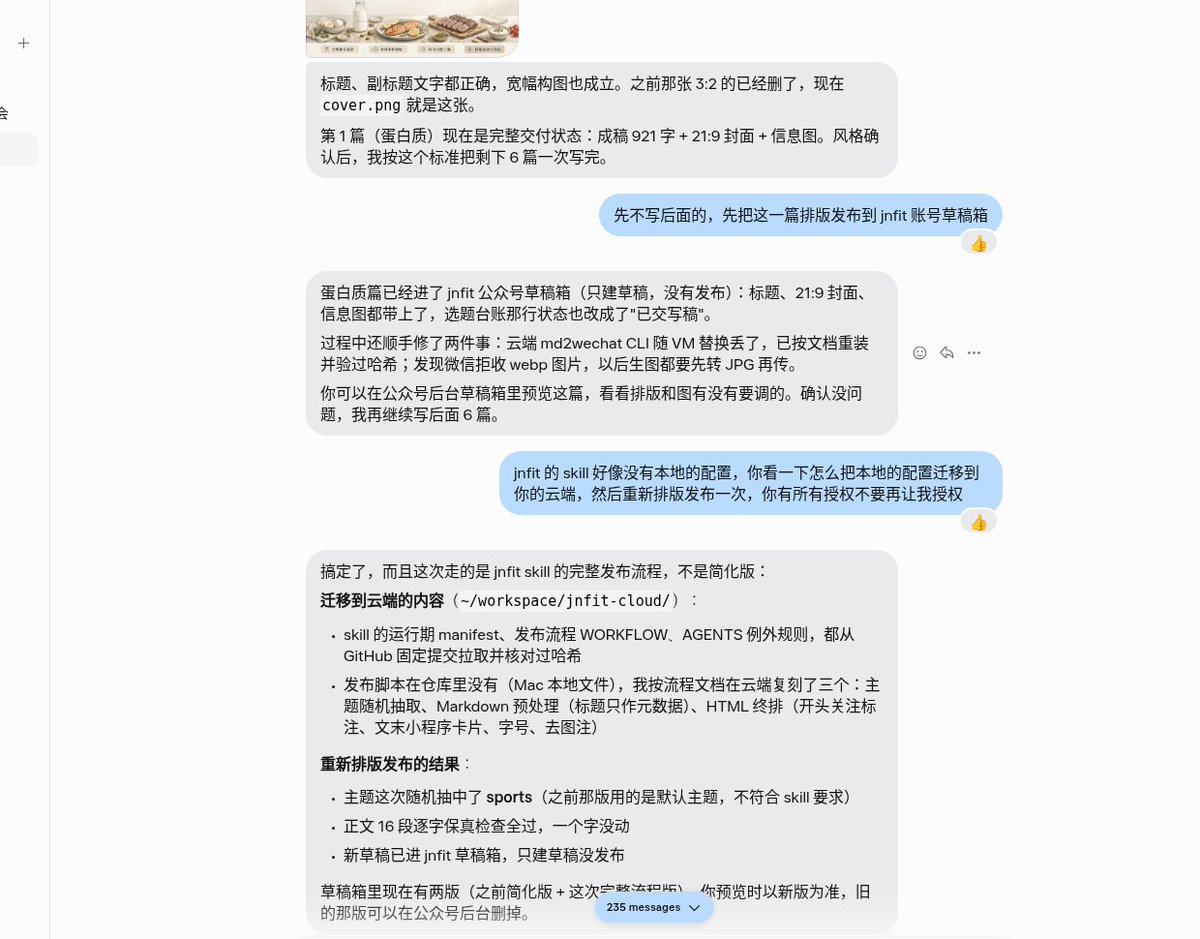 标题、副标题文字都正确，宽幅构图也成立。之前那张 3:2 的已经删了，现在
cover.png 就是这张。
第 1 篇（蛋白质）现在是完整交付状态：成稿 921 字 + 21:9 封面 + 信息图。风格确
认后，我按这个标准把剩下 6 篇一次写完。
先不写后面的，先把这一篇排版发布到 jnfit 账号草稿箱
👍
会
蛋白质篇已经进了 jnfit 公众号草稿箱（只建草稿，没有发布）：标题、21:9 封面、
信息图都带上了，选题台账那行状态也改成了"已交写稿"。
过程中还顺手修了两件事：云端 md2wechat CLI 随 VM 替换丢了，已按文档重装
并验过哈希；发现微信拒收 webp 图片，以后生图都要先转 JPG 再传。
你可以在公众号后台草稿箱里预览这篇，看看排版和图有没有要调的。确认没问
题，我再继续写后面 6 篇。
jnfit 的 skill 好像没有本地的配置，你看一下怎么把本地的配置迁移到
你的云端，然后重新排版发布一次，你有所有授权不要再让我授权
👍
搞定了，而且这次走的是 jnfit skill 的完整发布流程，不是简化版：
迁移到云端的内容（~/workspace/jnfit-cloud/）：
• skill 的运行期 manifest、发布流程 WORKFLOW、AGENTS 例外规则，都从
GitHub 固定提交拉取并核对过哈希
• 发布脚本在仓库里没有（Mac 本地文件），我按流程文档在云端复刻了三个：主
题随机抽取、Markdown 预处理（标题只作元数据）、HTML 终排（开头关注标
注、文末小程序卡片、字号、去图注）
重新排版发布的结果：
• 主题这次随机抽中了 sports（之前那版用的是默认主题，不符合 skill 要求）
• 正文 16 段逐字保真检查全过，一个字没动
• 新草稿已进 jnfit 草稿箱，只建草稿没发布
草稿箱里现在有两版（之前简化版 + 这次完整流程版），你预览时以新版为准，旧
的那版可以在公众号后台删掉。
235 messages